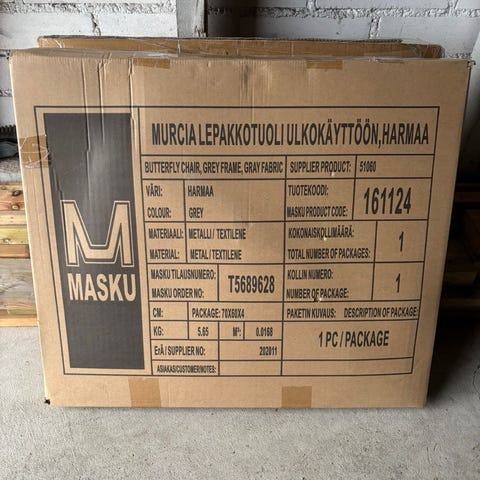 MURCIA LEPAKKOTUOLI ULKOKÄYTTÖÖN,HARMAA
BUTTERFLY CHAIR, GREY FRAME, GRAY FABRIC
SUPPLIER PRODUCT: 51060
VÄRI: HARMAA
COLOUR: GREY
TUOTEKOODI:
MASKU PRODUCT CODE: 161124
MATERIAALI: METALLI/ TEXTILENE
MATERIAL: METAL/ TEXTILENE
KOKONAISKOLLIMÄÄRÄ:
TOTAL NUMBER OF PACKAGES: 1
M
MASKU
MASKU TILAUSNUMERO:
MASKU ORDER NO: T5689628
KOLLIN NUMERO:
NUMBER OF PACKAGE: 1
CM: PACKAGE: 70X60X4
KG: 5.65 M³: 0.0168
PAKETIN KUVAUS: DESCRIPTION OF PACKAGE:
1 PC / PACKAGE
ErÄ / SUPPLIER NO: 202011
ASIAKAS/CUSTOMER/NOTES: